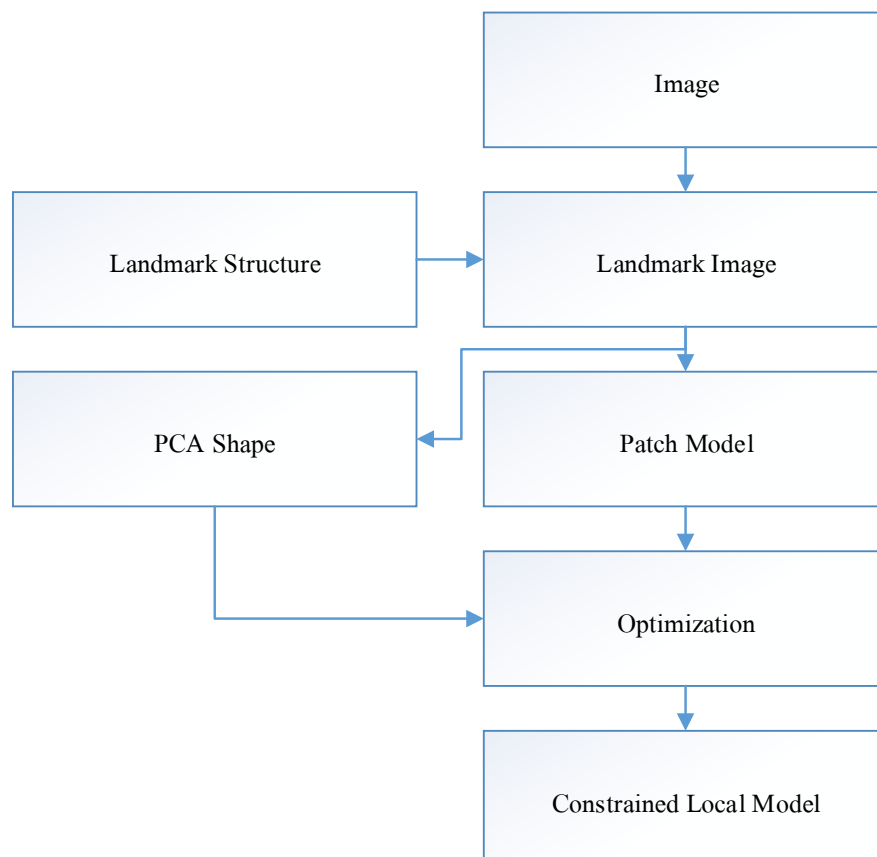 Image
Landmark Structure
Landmark Image
PCA Shape
Patch Model
Optimization
Constrained Local Model